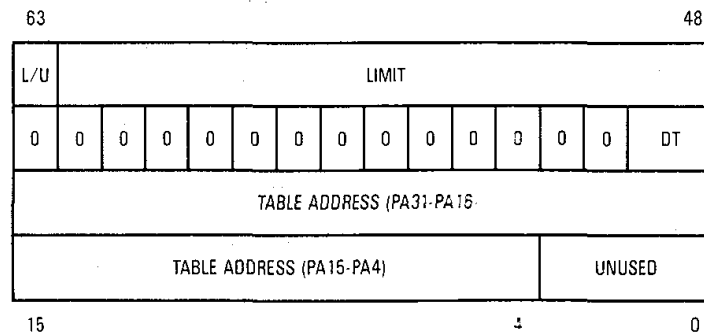 63 48
L/U LIMIT
0 0 0 0 0 0 0 0 0 0 0 0 0 0 DT
TABLE ADDRESS (PA31-PA16
TABLE ADDRESS (PA15-PA4) UNUSED
15 4 0